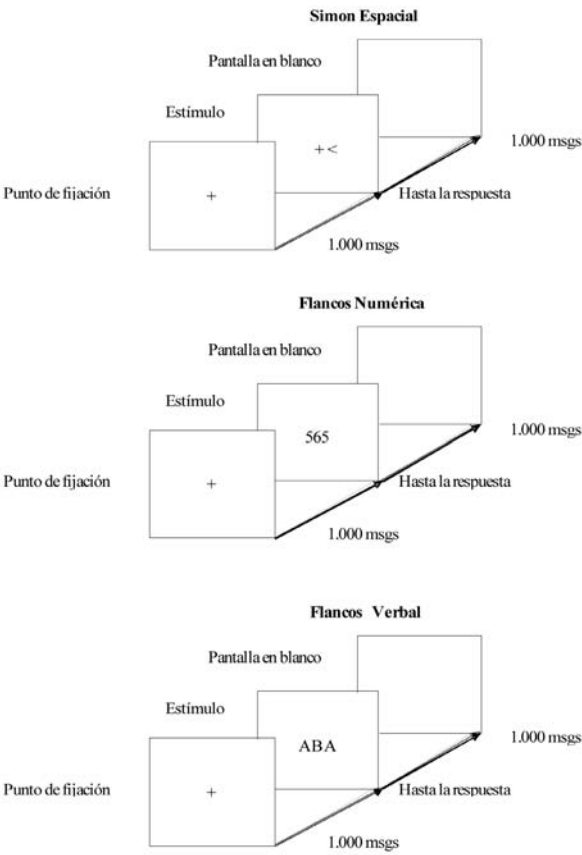 Simon Espacial
Pantalla en blanco
Estímulo
+ <
1.000 msgs
Punto de fijación
+
Hasta la respuesta
1.000 msgs
Flancos Numérica
Pantalla en blanco
Estímulo
565
1.000 msgs
Punto de fijación
+
Hasta la respuesta
1.000 msgs
Flancos Verbal
Pantalla en blanco
Estímulo
ABA
1.000 msgs
Punto de fijación
+
Hasta la respuesta
1.000 msgs